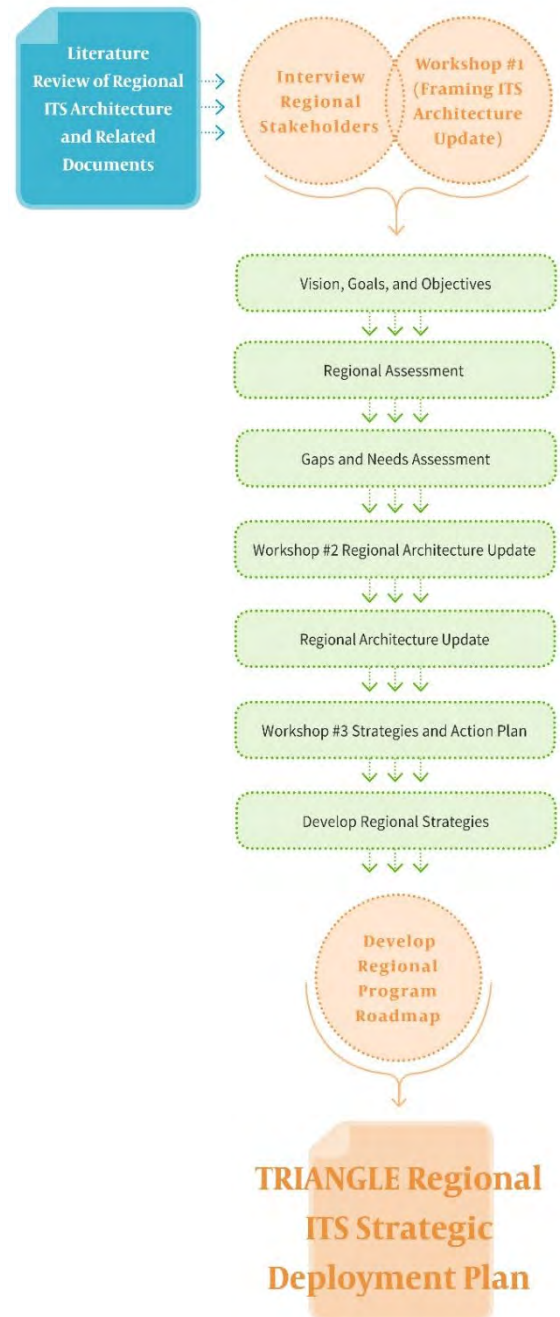 Literature
Review of Regional
ITS Architecture
and Related
Documents
Interview
Regional
Stakeholders
Workshop #1
(Framing ITS
Architecture
Update)
Vision, Goals, and Objectives
Regional Assessment
Gaps and Needs Assessment
Workshop #2 Regional Architecture Update
Regional Architecture Update
Workshop #3 Strategies and Action Plan
Develop Regional Strategies
Develop
Regional
Program
Roadmap
TRIANGLE Regional
ITS Strategic
Deployment Plan